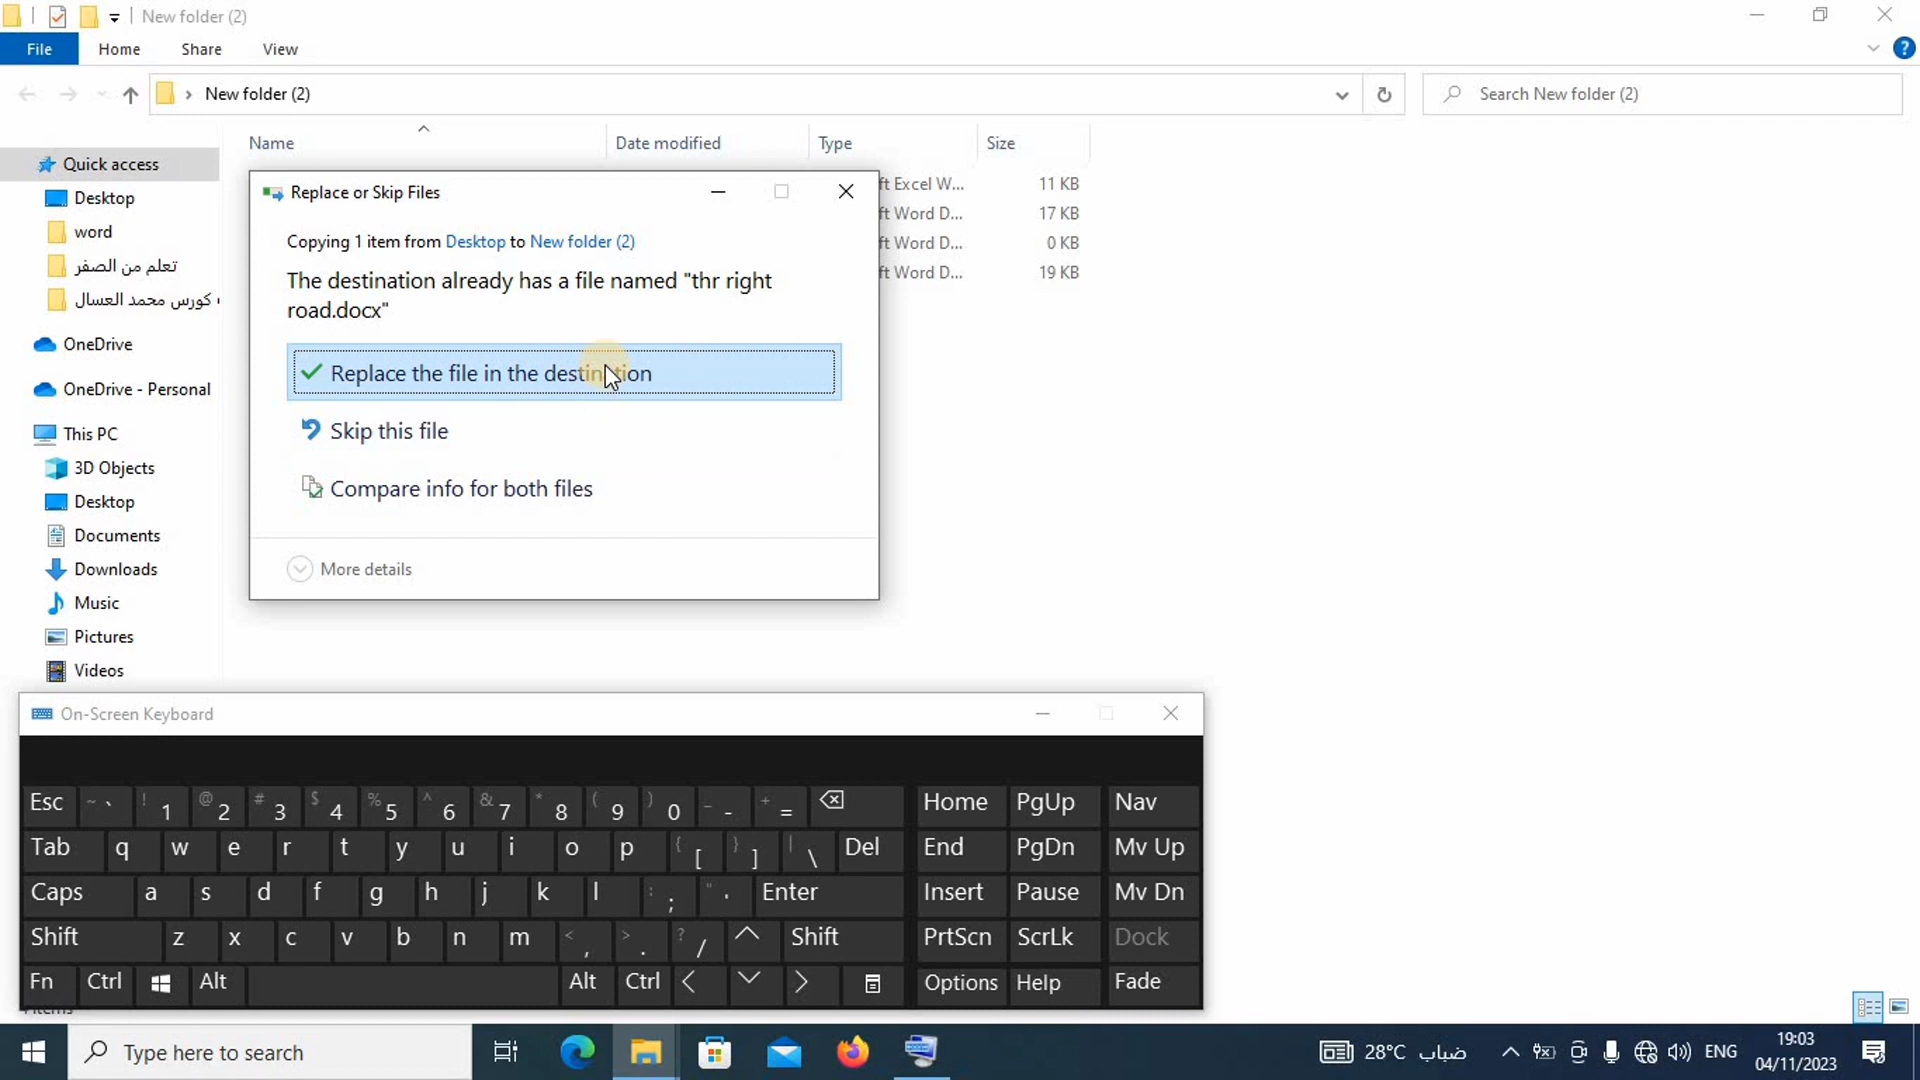 New folder (2)
File Home Share View
New folder (2)
Search New folder (2)
Name Date modified Type Size
Quick access
Desktop
word
تعلم من الصفر
كورس محمد العسال
OneDrive
OneDrive - Personal
This PC
3D Objects
Desktop
Documents
Downloads
Music
Pictures
Videos
ft Excel W... 11 KB
ft Word D... 17 KB
ft Word D... 0 KB
ft Word D... 19 KB
Replace or Skip Files
Copying 1 item from Desktop to New folder (2)
The destination already has a file named "thr right
road.docx"
Replace the file in the destination
Skip this file
Compare info for both files
More details
On-Screen Keyboard
Esc ~ ` ! 1 @ 2 # 3 $ 4 % 5 ^ 6 & 7 * 8 ( 9 ) 0 _ - + = Home PgUp Nav
Tab q w e r t y u i o p { [ } ] | \ Del End PgDn Mv Up
Caps a s d f g h j k l : ; " ' Enter Insert Pause Mv Dn
Shift z x c v b n m < , > . ? / Shift PrtScn ScrLk Dock
Fn Ctrl Alt Alt Ctrl Options Help Fade
Type here to search
28°C ضباب
ENG
19:03
04/11/2023